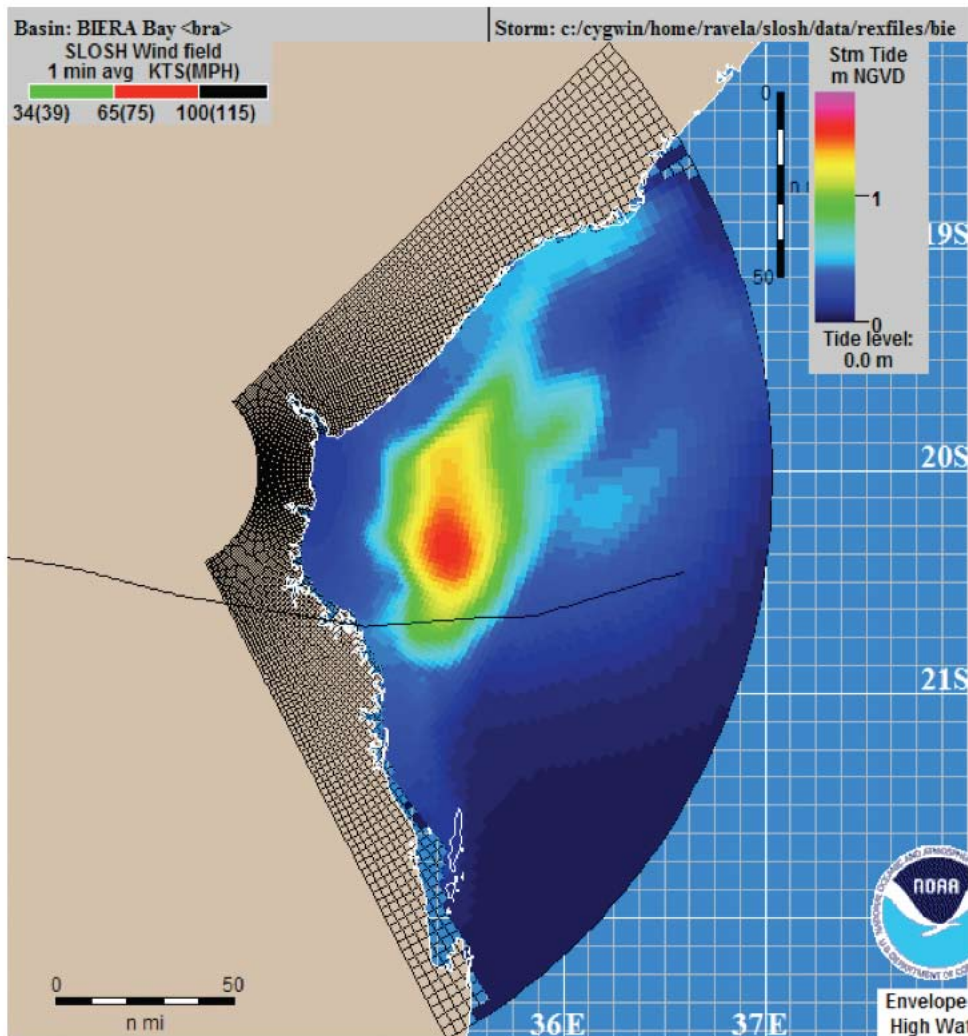 Basin: BIERA Bay <bra>
Storm: c:/cygwin/home/ravela/slosh/data/rexfiles/bie
SLOSH Wind field
1 min avg KTS(MPH)
34(39) 65(75) 100(115)
Stm Tide
m NGVD
1
0
Tide level:
0.0 m
0
n
50
19S
20S
21S
NOAA
0 50
n mi
36E 37E
Envelope
High Wat